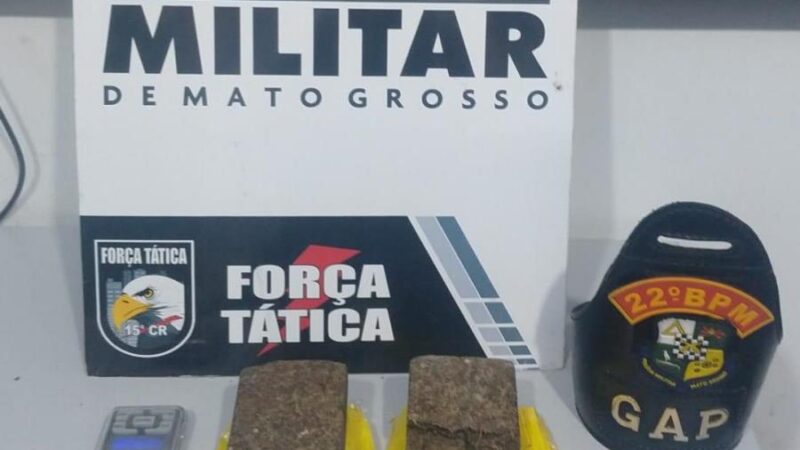 MILITAR
DE MATO GROSSO
FORÇA TÁTICA
15º CR
FORÇA
TÁTICA
22º BPM
GAP